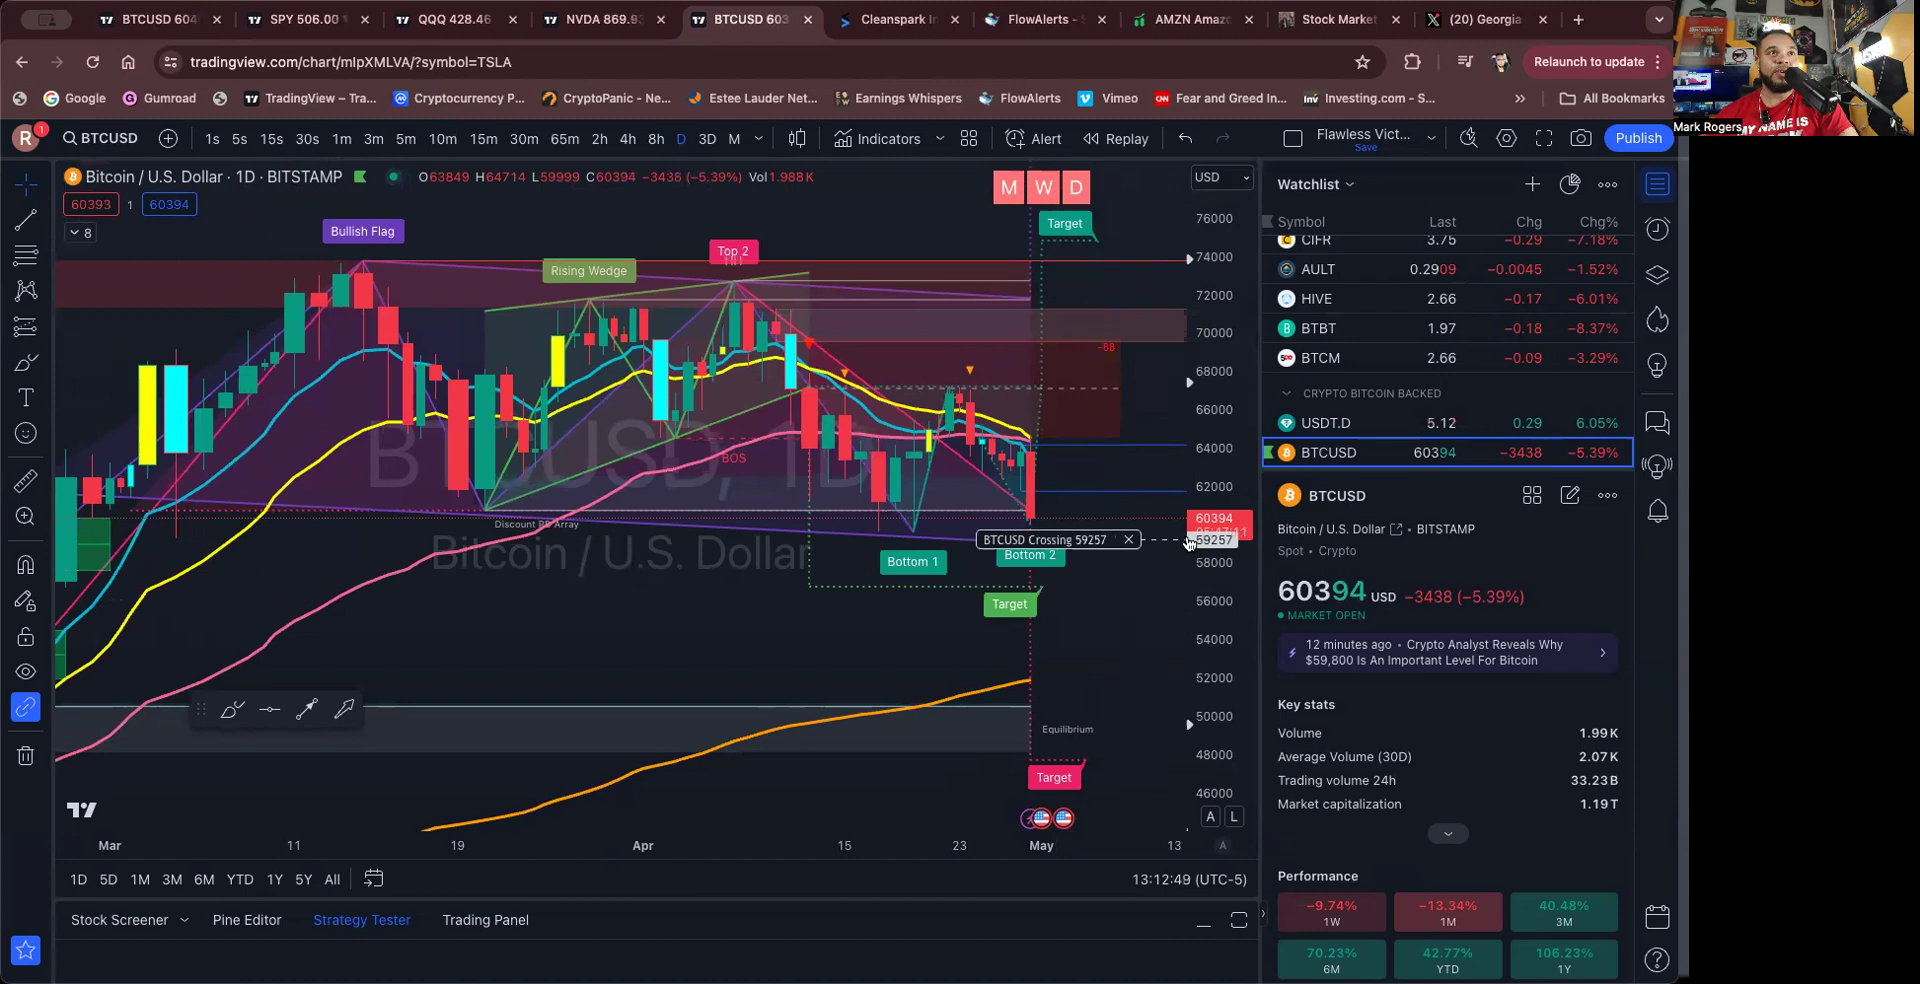 BTCUSD 604
SPY 506.00
QQQ 428.46
NVDA 869.93
BTCUSD 603
Cleanspark In
FlowAlerts - S
AMZN Amaz
Stock Market
(20) Georgia
tradingview.com/chart/mlpXMLVA/?symbol=TSLA
Relaunch to update
Google
Gumroad
TradingView – Tra...
Cryptocurrency P...
CryptoPanic - Ne...
Estee Lauder Net...
Earnings Whispers
FlowAlerts
Vimeo
Fear and Greed In...
Investing.com - S...
All Bookmarks
Mark Rogers
MY NAME IS
R
1
BTCUSD
1s 5s 15s 30s 1m 3m 5m 10m 15m 30m 65m 2h 4h 8h D 3D M
Indicators
Alert
Replay
Flawless Vict...
Save
Publish
Bitcoin / U.S. Dollar · 1D · BITSTAMP
O63849 H64714 L59999 C60394 −3438 (−5.39%) Vol1.988K
60393 1 60394
8
M W D
USD
Bullish Flag
Rising Wedge
Top 2
Target
−BB
BOS
BTCUSD, 1D
Bitcoin / U.S. Dollar
BTCUSD Crossing 59257
Bottom 1
Bottom 2
Target
Equilibrium
Target
76000
74000
72000
70000
68000
66000
64000
62000
60394
59257
58000
56000
54000
52000
50000
48000
46000
A L
Mar 11 19 Apr 15 23 May 13
A
1D 5D 1M 3M 6M YTD 1Y 5Y All
13:12:49 (UTC-5)
Stock Screener
Pine Editor
Strategy Tester
Trading Panel
Watchlist
Symbol Last Chg Chg%
CIFR 3.75 −0.29 −7.18%
AULT 0.2909 −0.0045 −1.52%
HIVE 2.66 −0.17 −6.01%
BTBT 1.97 −0.18 −8.37%
BTCM 2.66 −0.09 −3.29%
CRYPTO BITCOIN BACKED
USDT.D 5.12 0.29 6.05%
BTCUSD 60394 −3438 −5.39%
BTCUSD
Bitcoin / U.S. Dollar • BITSTAMP
Spot • Crypto
60394 USD −3438 (−5.39%)
MARKET OPEN
12 minutes ago • Crypto Analyst Reveals Why
$59,800 Is An Important Level For Bitcoin
Key stats
Volume 1.99K
Average Volume (30D) 2.07K
Trading volume 24h 33.23B
Market capitalization 1.19T
Performance
−9.74% −13.34% 40.48%
1W 1M 3M
70.23% 42.77% 106.23%
6M YTD 1Y